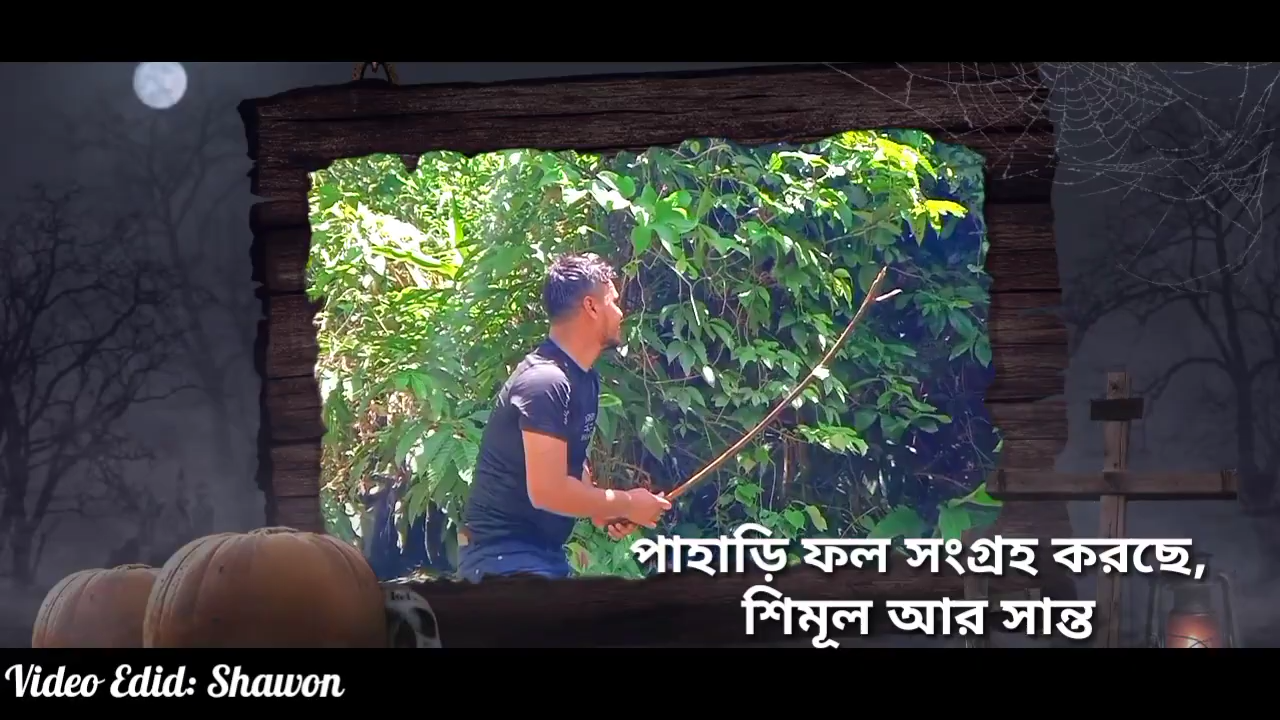 পাহাড়ি ফল সংগ্রহ করছে,
শিমূল আর সান্ত
Video Edid: Shawon